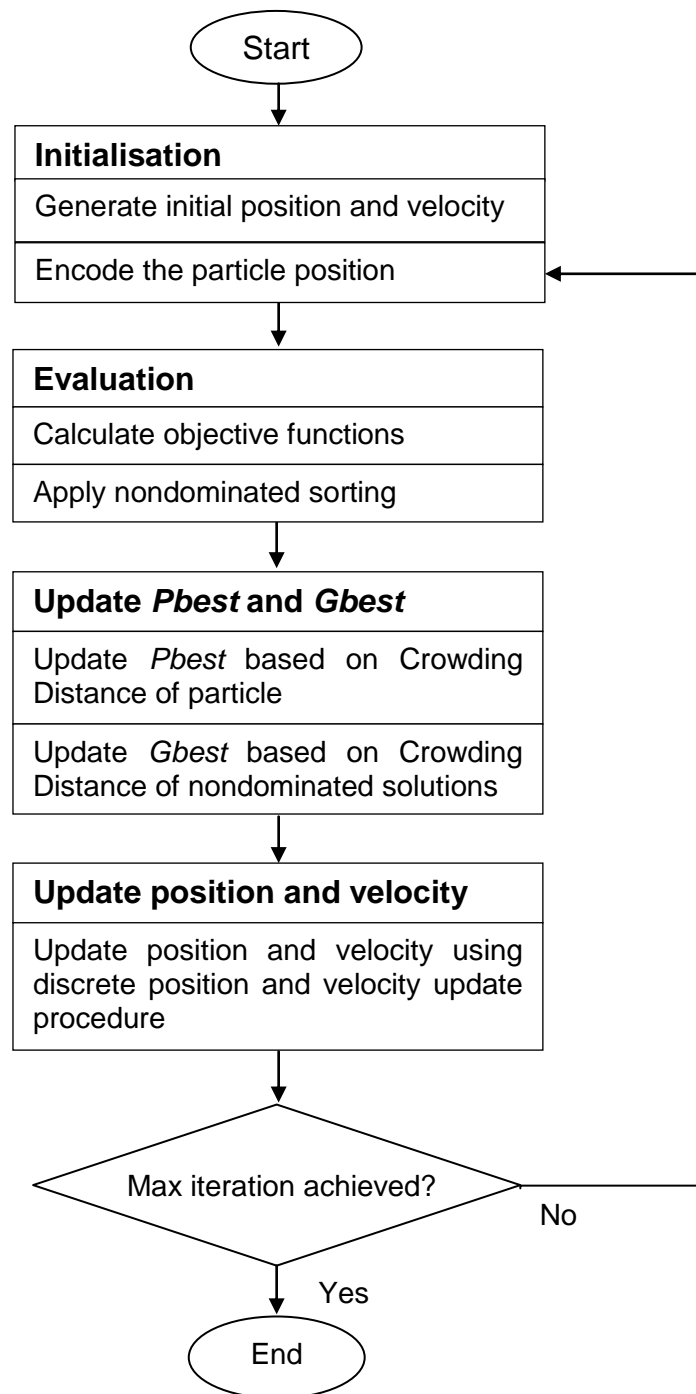 Start
Initialisation
Generate initial position and velocity
Encode the particle position
Evaluation
Calculate objective functions
Apply nondominated sorting
Update Pbest and Gbest
Update Pbest based on Crowding
Distance of particle
Update Gbest based on Crowding
Distance of nondominated solutions
Update position and velocity
Update position and velocity using
discrete position and velocity update
procedure
Max iteration achieved?
No
Yes
End